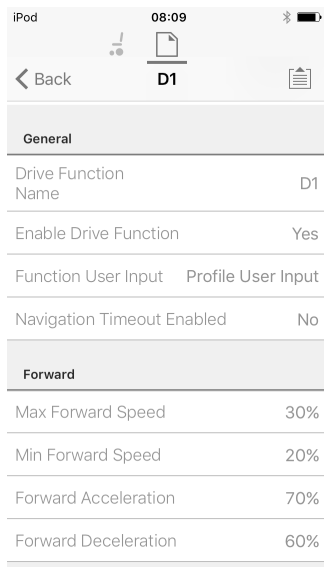 iPod 08:09
Back D1
General
Drive Function
Name D1
Enable Drive Function Yes
Function User Input Profile User Input
Navigation Timeout Enabled No
Forward
Max Forward Speed 30%
Min Forward Speed 20%
Forward Acceleration 70%
Forward Deceleration 60%